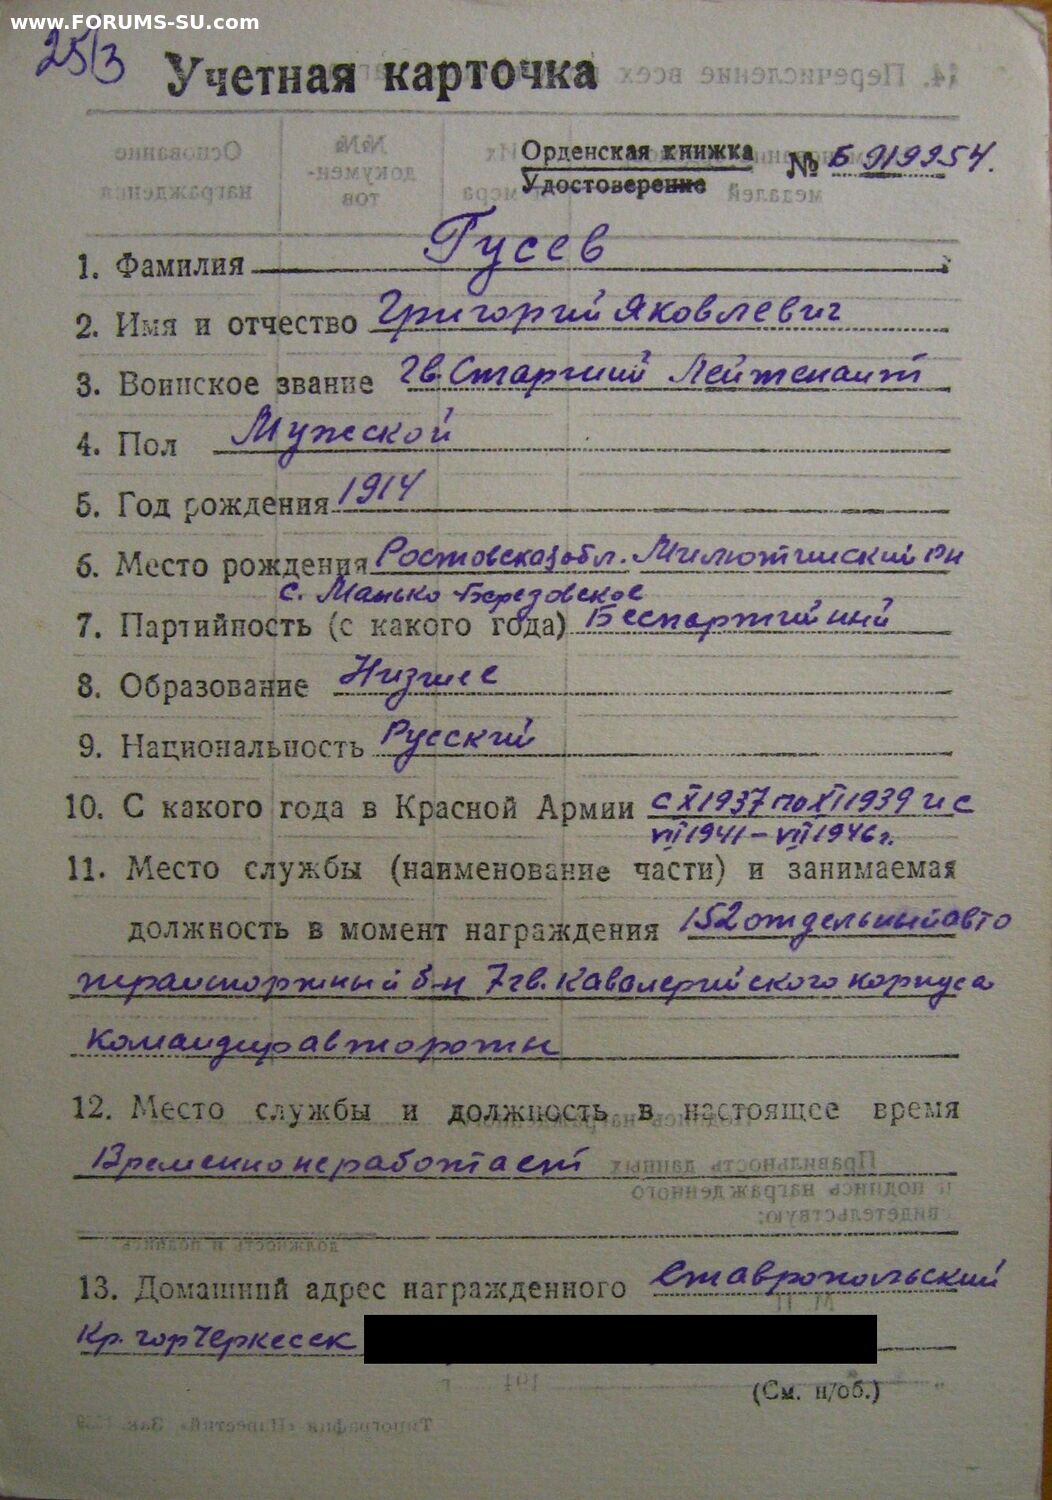 www.FORUMS-SU.com
25/3
Учетная карточка
Орденская книжка
Удостоверение
№ Б 919954.
1. Фамилия Гусев
2. Имя и отчество Григорий Яковлевич
3. Воинское звание гв. Старший Лейтенант
4. Пол Мужской
5. Год рождения 1914
6. Место рождения Ростовская обл. Милютинский рн
с. Манько-Березовское
7. Партийность (с какого года) Беспартийный
8. Образование Низшее
9. Национальность Русский
10. С какого года в Красной Армии с XI 1937 по XII 1939 и с
VII 1941 – VII 1946 г.
11. Место службы (наименование части) и занимаемая
должность в момент награждения 152 отдельный авто
транспортный б-н 7 гв. Кавалерийского корпуса
командир автороты
12. Место службы и должность в настоящее время
Временно не работает
13. Домашний адрес награжденного Ставропольский
Кр. гор Черкесск
(См. н/об.)